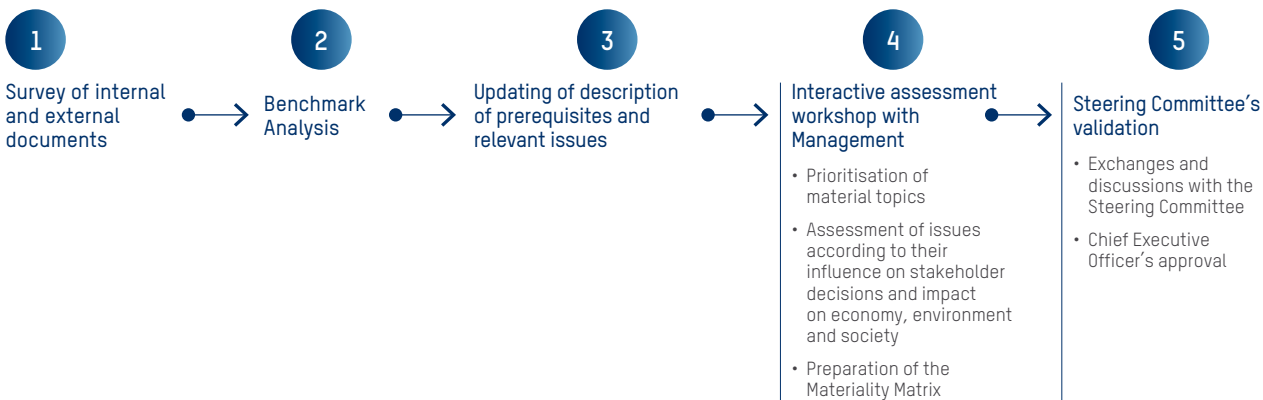 1
Survey of internal
and external
documents
2
Benchmark
Analysis
3
Updating of description
of prerequisites and
relevant issues
4
Interactive assessment
workshop with
Management
• Prioritisation of
material topics
• Assessment of issues
according to their
influence on stakeholder
decisions and impact
on economy, environment
and society
• Preparation of the
Materiality Matrix
5
Steering Committee's
validation
• Exchanges and
discussions with the
Steering Committee
• Chief Executive
Officer's approval